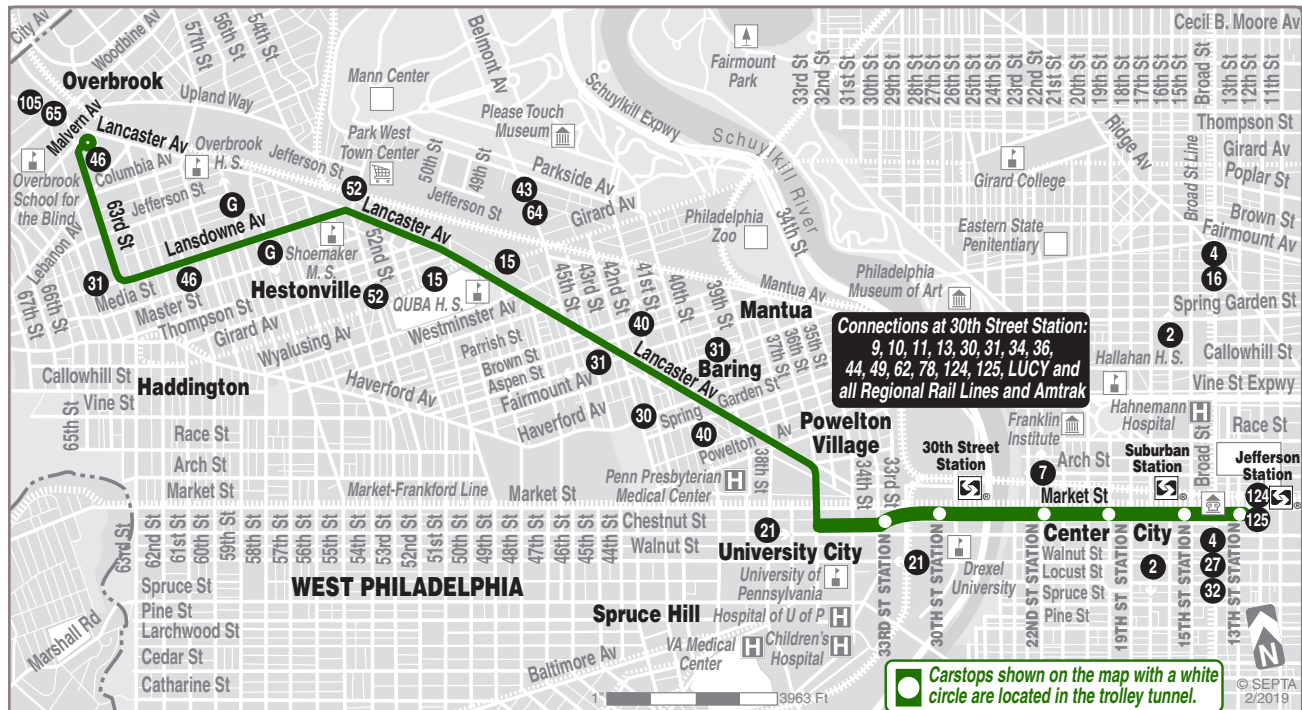 City Av
Woodbine Av
57th St
56th St
54th St
Overbrook
105
65
Malvern Av
Lancaster Av
Upland Way
46
Columbia Av
Overbrook
H. S.
Overbrook
School for
the Blind
Jefferson St
Jefferson St
G
63rd St
Lansdowne Av
G
Lebanon Av
31
Media St
46
Master St
Thompson St
Girard Av
Wyalusing Av
67th St
66th St
Shoemaker
M. S.
Hestonville
52
52nd St
52
Mann Center
Park West
Town Center
Belmont Av
Please Touch
Museum
50th St
49th St
Jefferson St
43
64
Parkside Av
Girard Av
Lancaster Av
15
15
QUBA H. S.
Westminster Av
Parrish St
Brown St
Aspen St
Fairmount Av
Haverford Av
Haverford Av
31
30
Spring Garden St
40
Powelton Av
45th St
43rd St
42nd St
41st St
40th St
39th St
40
Lancaster Av
31
Baring
Mantua
Mantua Av
37th St
36th St
35th St
38th St
Powelton
Village
34th St
33rd St
Schuylkill Expwy
Schuylkill River
34th St
Fairmount
Park
Philadelphia
Zoo
Philadelphia
Museum of Art
Cecil B. Moore Av
33rd St
32nd St
31st St
30th St
29th St
28th St
27th St
26th St
25th St
24th St
23rd St
22nd St
21st St
20th St
19th St
18th St
17th St
16th St
15th St
Broad St
13th St
12th St
11th St
Thompson St
Girard Av
Poplar St
Ridge Av
Broad St Line
Girard College
Eastern State
Penitentiary
Brown St
Fairmount Av
4
16
Spring Garden St
2
Hallahan H. S.
Callowhill St
Vine St Expwy
Hahnemann
Hospital
Race St
Broad St
Franklin
Institute
Arch St
7
Connections at 30th Street Station:
9, 10, 11, 13, 30, 31, 34, 36,
44, 49, 62, 78, 124, 125, LUCY and
all Regional Rail Lines and Amtrak
30th Street
Station
®
Suburban
Station
®
Jefferson
Station
®
124
125
Market St
Center City
Walnut St
Locust St
Spruce St
Pine St
2
4
27
32
33RD ST STATION
30TH ST STATION
22ND ST STATION
19TH ST STATION
15TH ST STATION
13TH ST STATION
21
Drexel
University
Callowhill St
Haddington
Vine St
65th St
Race St
Arch St
Market St
Market-Frankford Line
Market St
Penn Presbyterian
Medical Center
Chestnut St
Walnut St
21
University City
University of
Pennsylvania
63rd St
62nd St
61st St
60th St
59th St
58th St
57th St
56th St
55th St
54th St
53rd St
52nd St
51st St
50th St
49th St
48th St
47th St
46th St
45th St
44th St
WEST PHILADELPHIA
Spruce St
Pine St
Larchwood St
Cedar St
Catharine St
Marshall Rd
Spruce Hill
Hospital of U of P
VA Medical
Center
Children's
Hospital
Baltimore Av
1"
3963 Ft
Carstops shown on the map with a white
circle are located in the trolley tunnel.
N
© SEPTA
2/2019